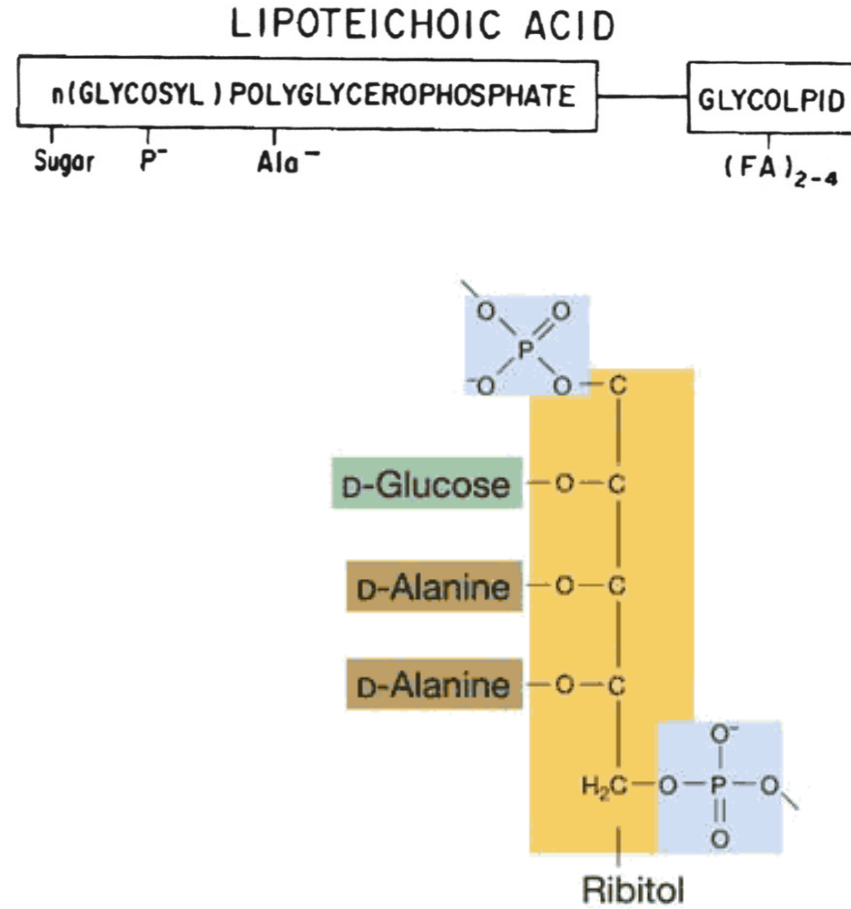 LIPOTEICHOIC ACID
n(GLYCOSYL) POLYGLYCEROPHOSPHATE GLYCOLPID
Sugar P⁻ Ala⁻ (FA)₂₋₄
O O
P
⁻O O C
D-Glucose O C
D-Alanine O C
D-Alanine O C
O⁻
H₂C O P O
O
Ribitol